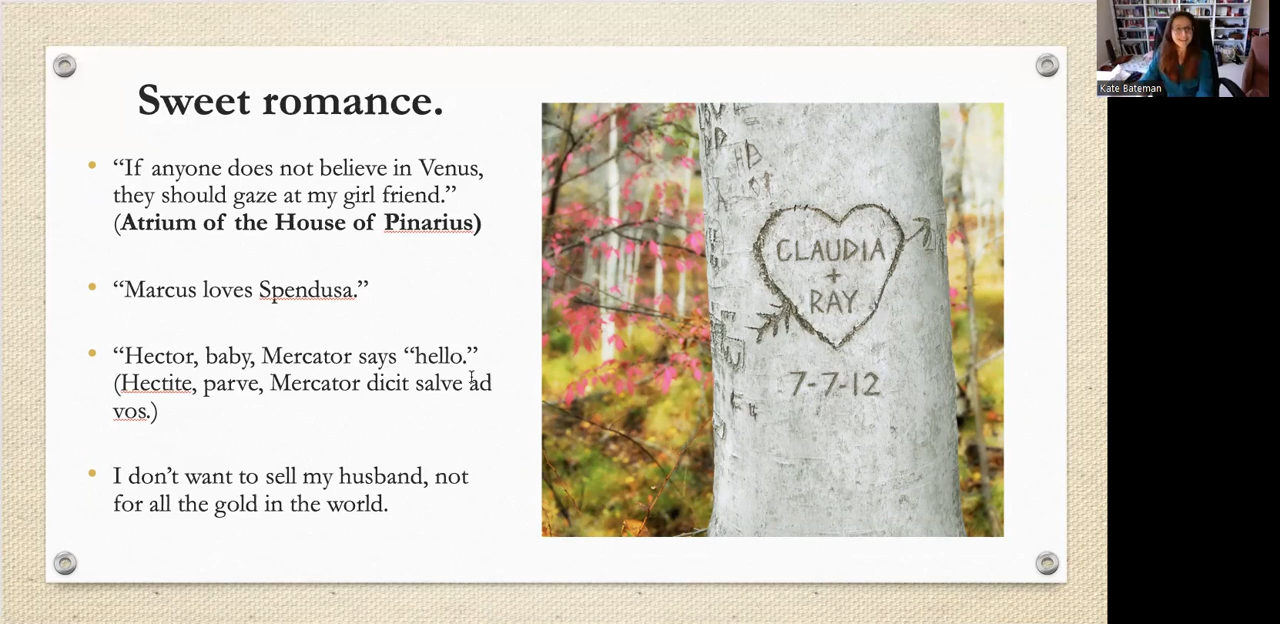 Sweet romance.
“If anyone does not believe in Venus,
they should gaze at my girl friend.”
(Atrium of the House of Pinarius)
“Marcus loves Spendusa.”
“Hector, baby, Mercator says “hello.”
(Hectite, parve, Mercator dicit salve ad
vos.)
I don’t want to sell my husband, not
for all the gold in the world.
CLAUDIA
+
RAY
7-7-12
Kate Bateman